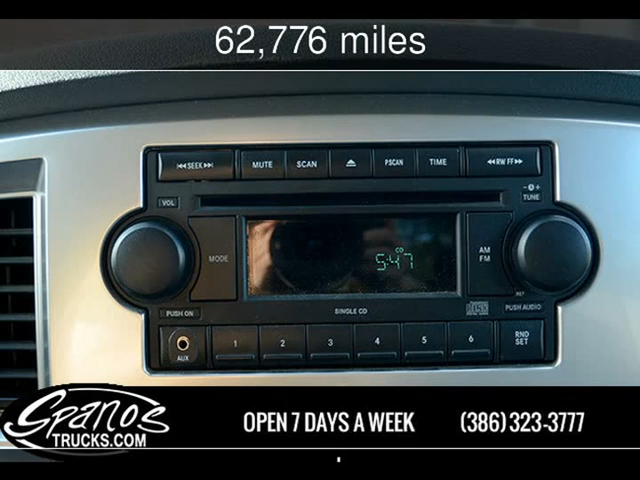 62,776 miles
⏮ SEEK ⏭ MUTE SCAN ⏏ P.SCAN TIME ◀◀ RW FF ▶▶
VOL
TUNE
MODE
CD
5:47
AM
FM
PUSH ON
SINGLE CD
PUSH AUDIO
AUX
1 2 3 4 5 6
RND
SET
Spanos
TRUCKS.COM
OPEN 7 DAYS A WEEK (386) 323-3777